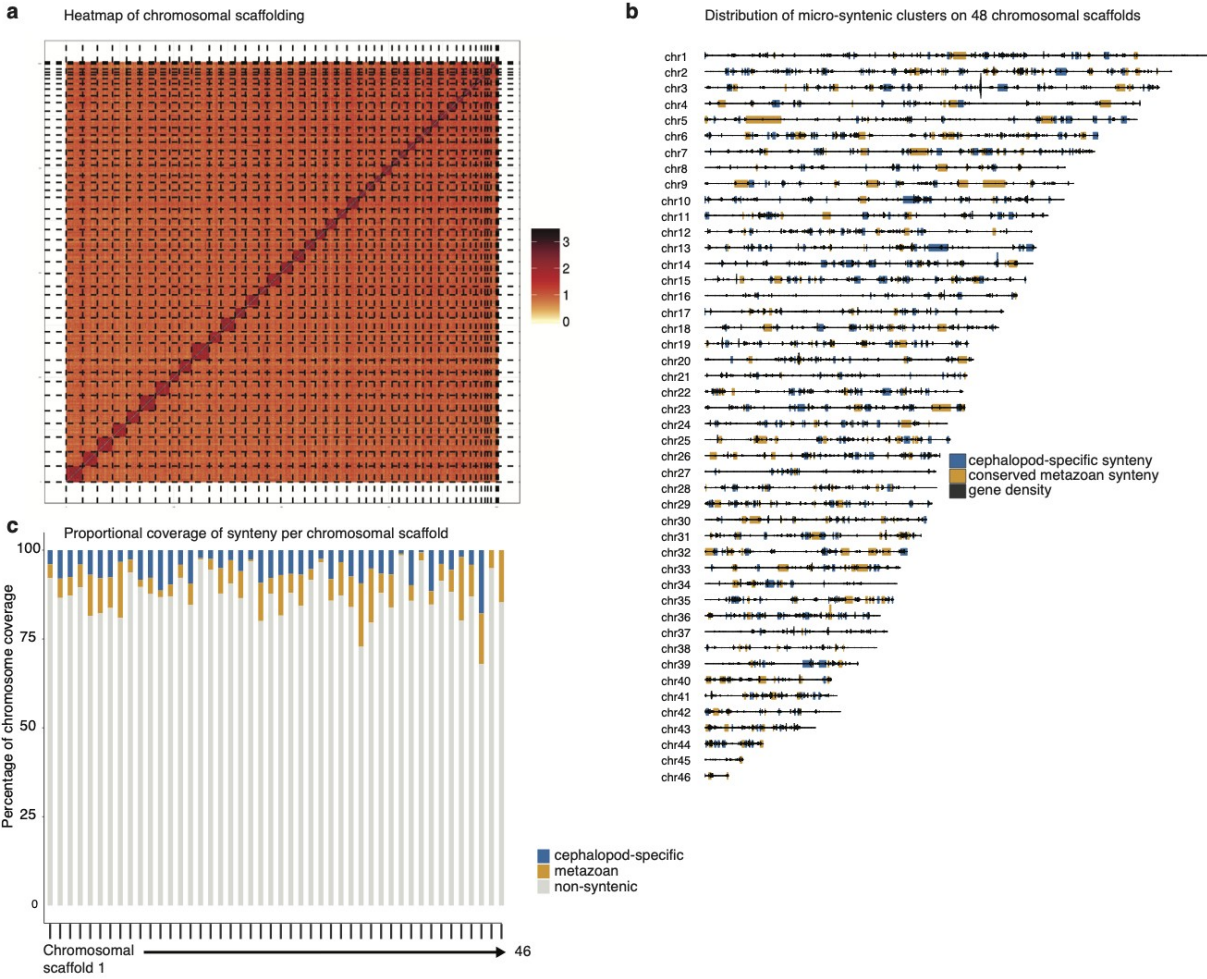 a
Heatmap of chromosomal scaffolding
3
2
1
0
b
Distribution of micro-syntenic clusters on 48 chromosomal scaffolds
chr1
chr2
chr3
chr4
chr5
chr6
chr7
chr8
chr9
chr10
chr11
chr12
chr13
chr14
chr15
chr16
chr17
chr18
chr19
chr20
chr21
chr22
chr23
chr24
chr25
chr26
chr27
chr28
chr29
chr30
chr31
chr32
chr33
chr34
chr35
chr36
chr37
chr38
chr39
chr40
chr41
chr42
chr43
chr44
chr45
chr46
cephalopod-specific synteny
conserved metazoan synteny
gene density
c
Proportional coverage of synteny per chromosomal scaffold
Percentage of chromosome coverage
100
75
50
25
0
cephalopod-specific
metazoan
non-syntenic
Chromosomal
scaffold 1
46